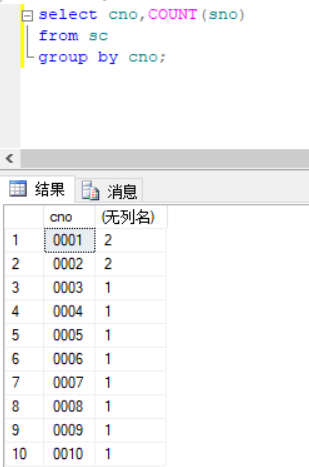 select cno,COUNT(sno)
from sc
group by cno;
结果 消息
cno (无列名)
1 0001 2
2 0002 2
3 0003 1
4 0004 1
5 0005 1
6 0006 1
7 0007 1
8 0008 1
9 0009 1
10 0010 1